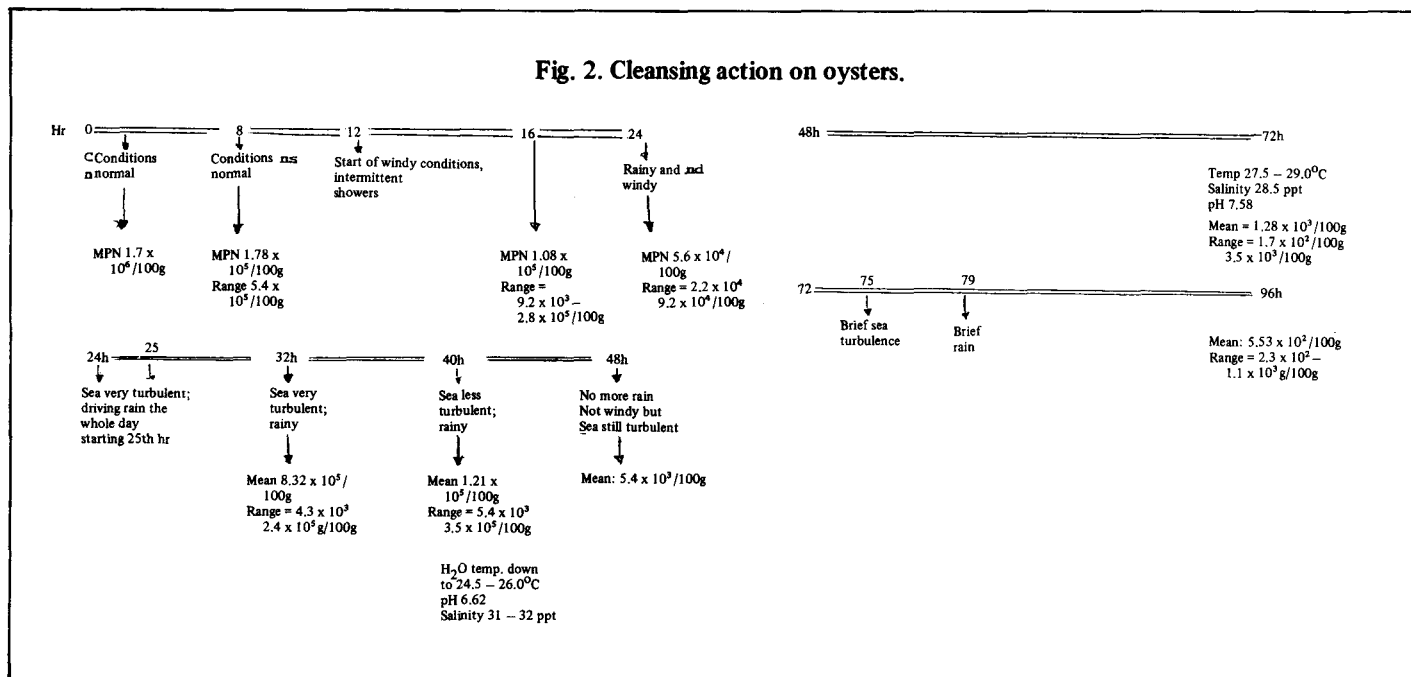 Fig. 2. Cleansing action on oysters.
Hr 0 8 12 16 24
CConditions
nnormal
Conditions ns
normal
Start of windy conditions,
intermittent
showers
Rainy and nd
windy
MPN 1.7 x
10⁶/100g
MPN 1.78 x
10⁵/100g
Range 5.4 x
10⁵/100g
MPN 1.08 x
10⁵/100g
Range =
9.2 x 10³ –
2.8 x 10⁵/100g
MPN 5.6 x 10⁴/
100g
Range = 2.2 x 10⁴
9.2 x 10⁴/100g
24h 25 32h 40h 48h
Sea very turbulent;
driving rain the
whole day
starting 25th hr
Sea very
turbulent;
rainy
Sea less
turbulent;
rainy
No more rain
Not windy but
Sea still turbulent
Mean 8.32 x 10⁵/
100g
Range = 4.3 x 10³
2.4 x 10⁵g/100g
Mean 1.21 x
10⁵/100g
Range = 5.4 x 10³
3.5 x 10⁵/100g
Mean: 5.4 x 10³/100g
H₂O temp. down
to 24.5 – 26.0°C
pH 6.62
Salinity 31 – 32 ppt
48h 72h
Temp 27.5 – 29.0°C
Salinity 28.5 ppt
pH 7.58
Mean = 1.28 x 10³/100g
Range = 1.7 x 10²/100g
3.5 x 10³/100g
72 75 79 96h
Brief sea
turbulence
Brief
rain
Mean: 5.53 x 10²/100g
Range = 2.3 x 10² –
1.1 x 10³g/100g